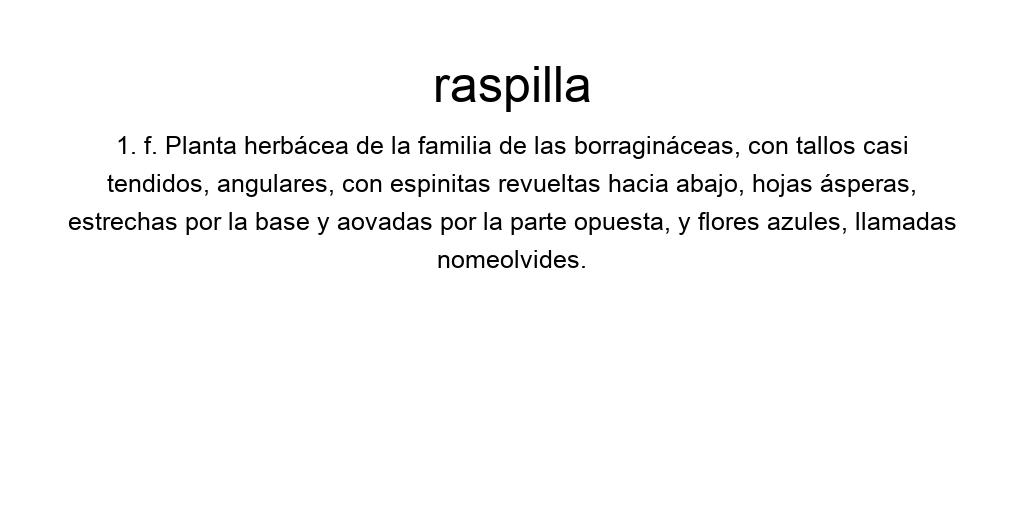 raspilla
1. f. Planta herbácea de la familia de las borragináceas, con tallos casi
tendidos, angulares, con espinitas revueltas hacia abajo, hojas ásperas,
estrechas por la base y aovadas por la parte opuesta, y flores azules, llamadas
nomeolvides.